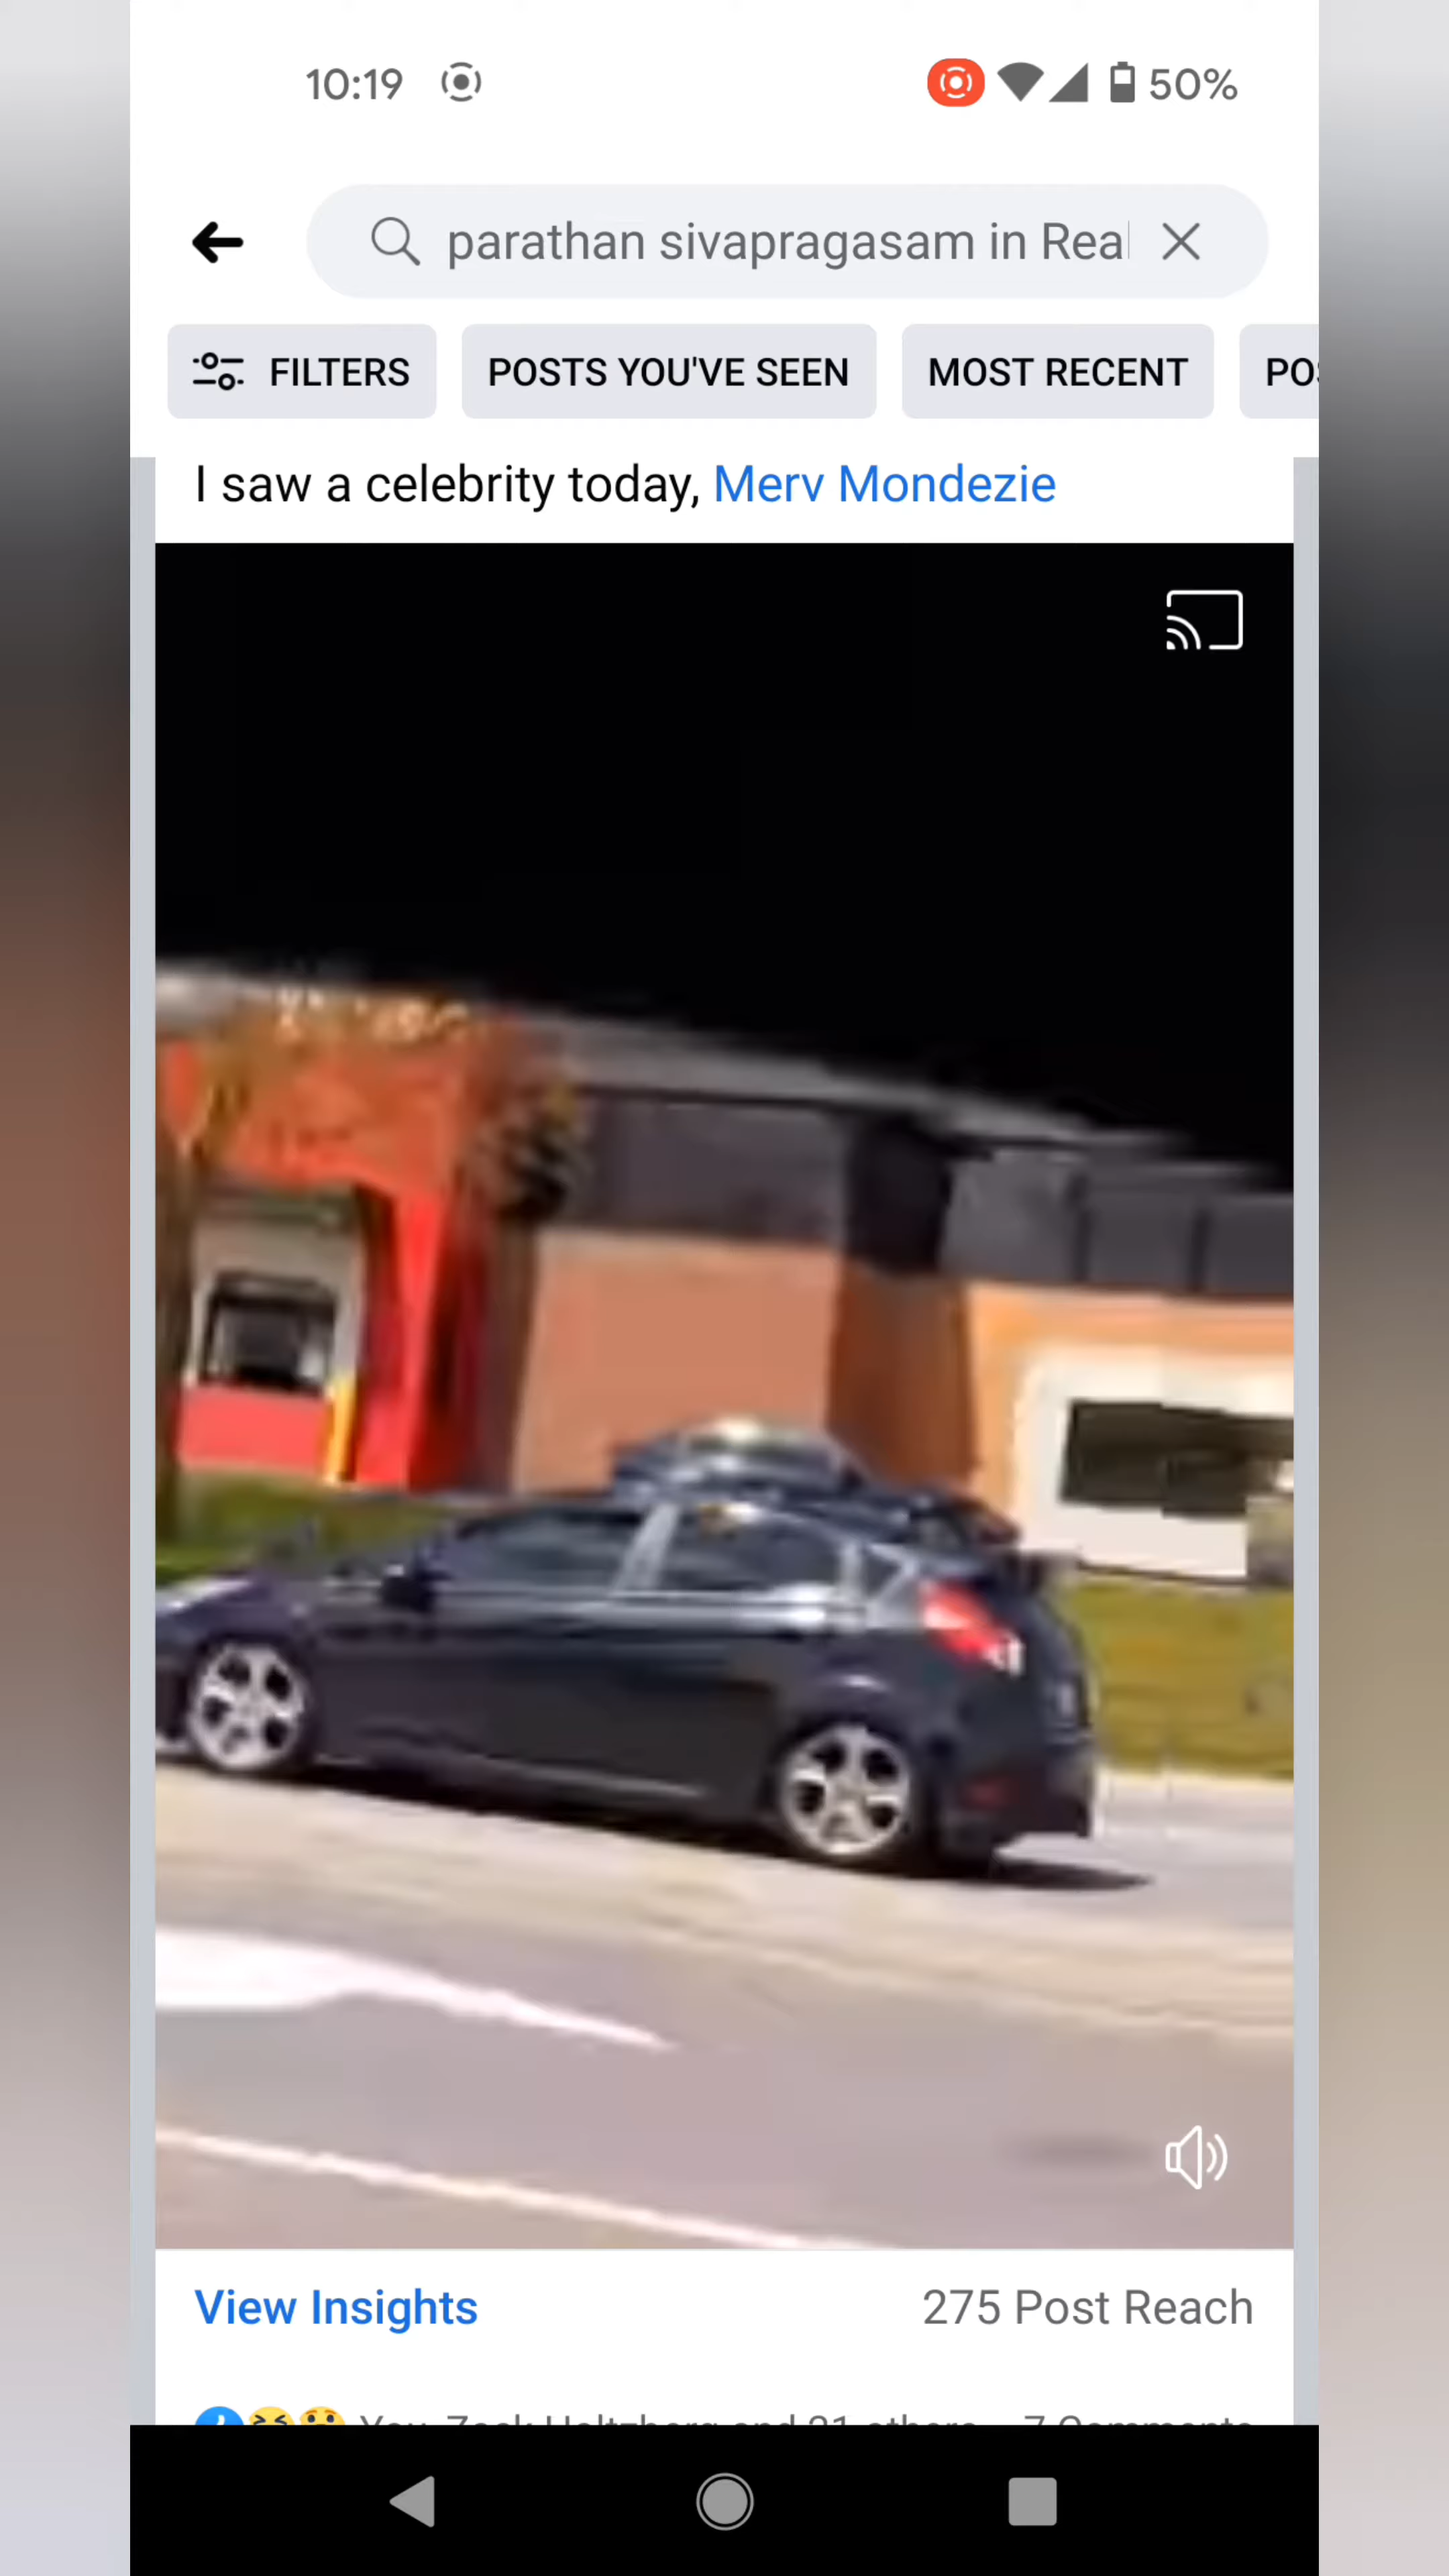 10:19
50%
parathan sivapragasam in Rea
FILTERS
POSTS YOU'VE SEEN
MOST RECENT
I saw a celebrity today, Merv Mondezie
View Insights
275 Post Reach